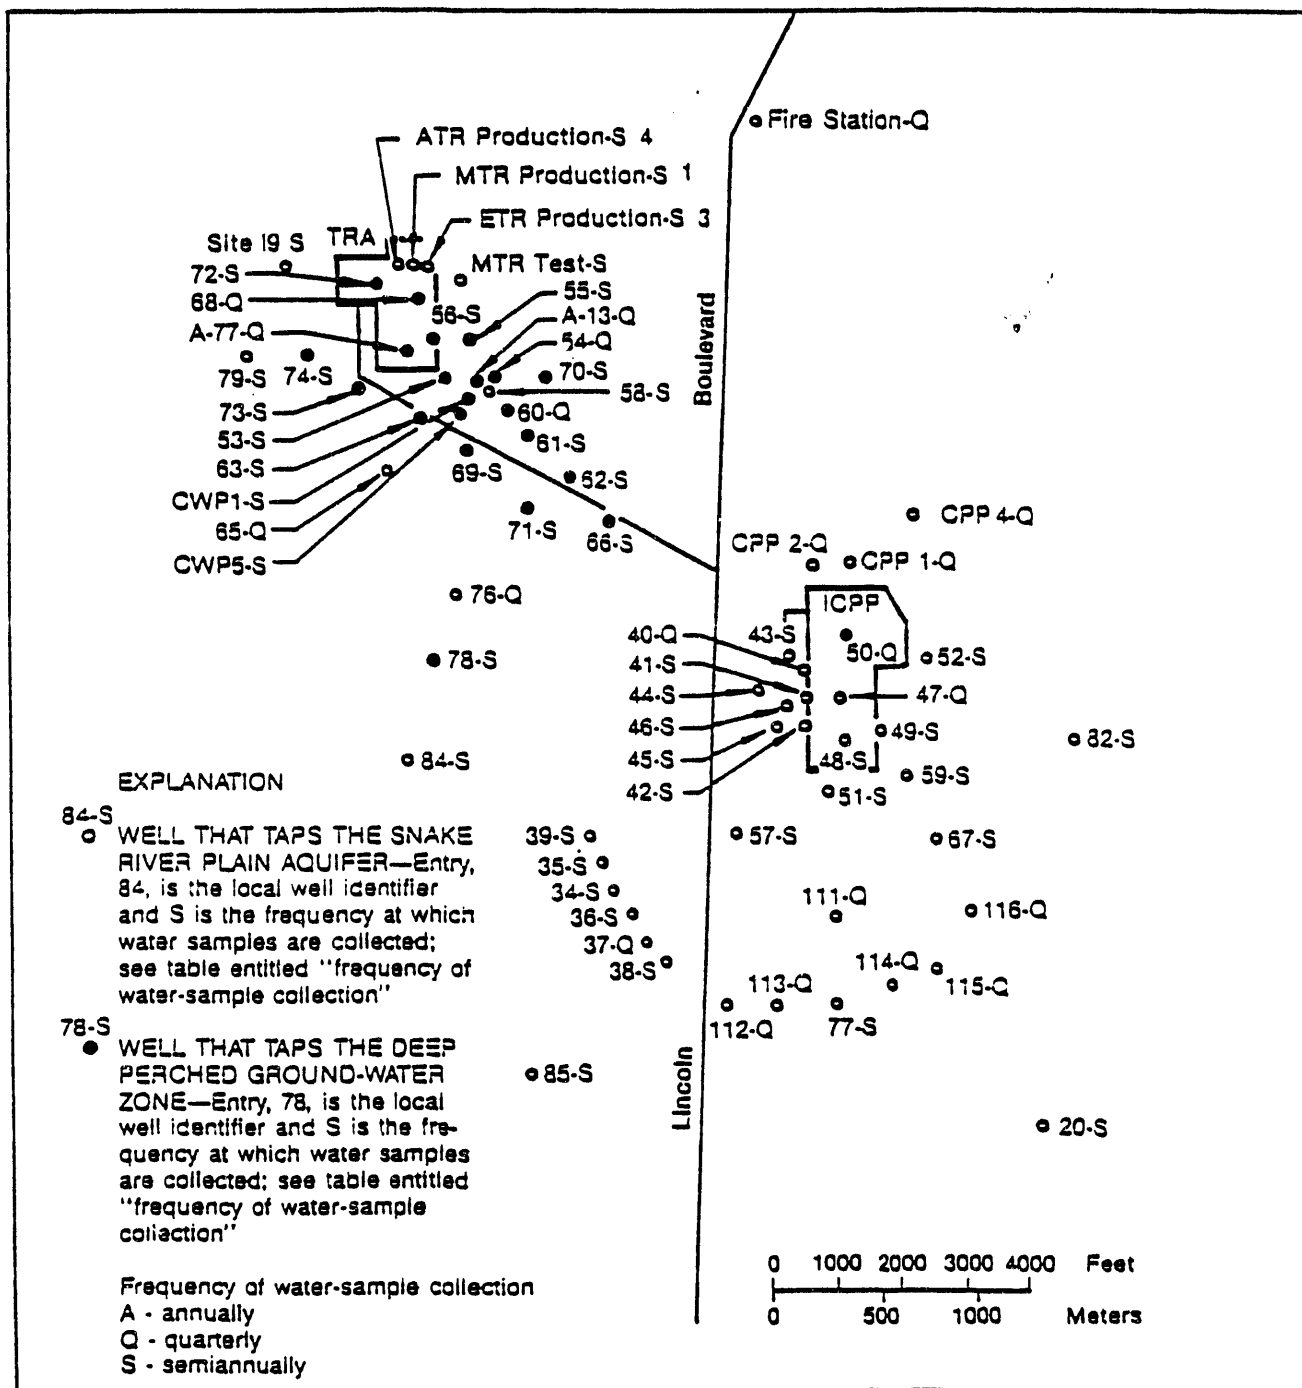 Fire Station-Q
ATR Production-S 4
MTR Production-S 1
ETR Production-S 3
Site 19 S
TRA
MTR Test-S
72-S
68-Q
56-S
55-S
A-13-Q
A-77-Q
54-Q
79-S
74-S
70-S
58-S
73-S
60-Q
53-S
61-S
63-S
69-S
62-S
CWP1-S
65-Q
71-S
66-S
CWP5-S
Boulevard
CPP 4-Q
CPP 2-Q
CPP 1-Q
76-Q
ICPP
40-Q
43-S
50-Q
52-S
78-S
41-S
44-S
47-Q
46-S
49-S
82-S
45-S
48-S
84-S
42-S
59-S
51-S
EXPLANATION
84-S
WELL THAT TAPS THE SNAKE
RIVER PLAIN AQUIFER—Entry,
84, is the local well identifier
and S is the frequency at which
water samples are collected;
see table entitled "frequency of
water-sample collection"
39-S
35-S
34-S
36-S
37-Q
38-S
57-S
67-S
111-Q
116-Q
114-Q
115-Q
113-Q
112-Q
77-S
78-S
WELL THAT TAPS THE DEEP
PERCHED GROUND-WATER
ZONE—Entry, 78, is the local
well identifier and S is the fre-
quency at which water samples
are collected; see table entitled
"frequency of water-sample
collection"
85-S
Lincoln
20-S
Frequency of water-sample collection
A - annually
Q - quarterly
S - semiannually
0 1000 2000 3000 4000 Feet
0 500 1000 Meters